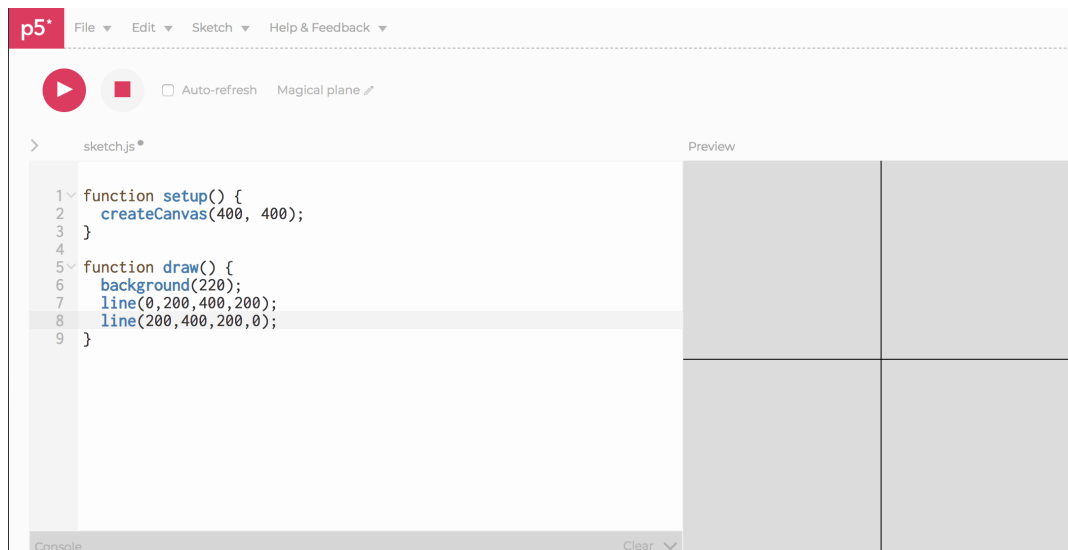 p5* File Edit Sketch Help & Feedback
Auto-refresh Magical plane
sketch.js Preview
1 function setup() {
2 createCanvas(400, 400);
3 }
4
5 function draw() {
6 background(220);
7 line(0,200,400,200);
8 line(200,400,200,0);
9 }
Console Clear